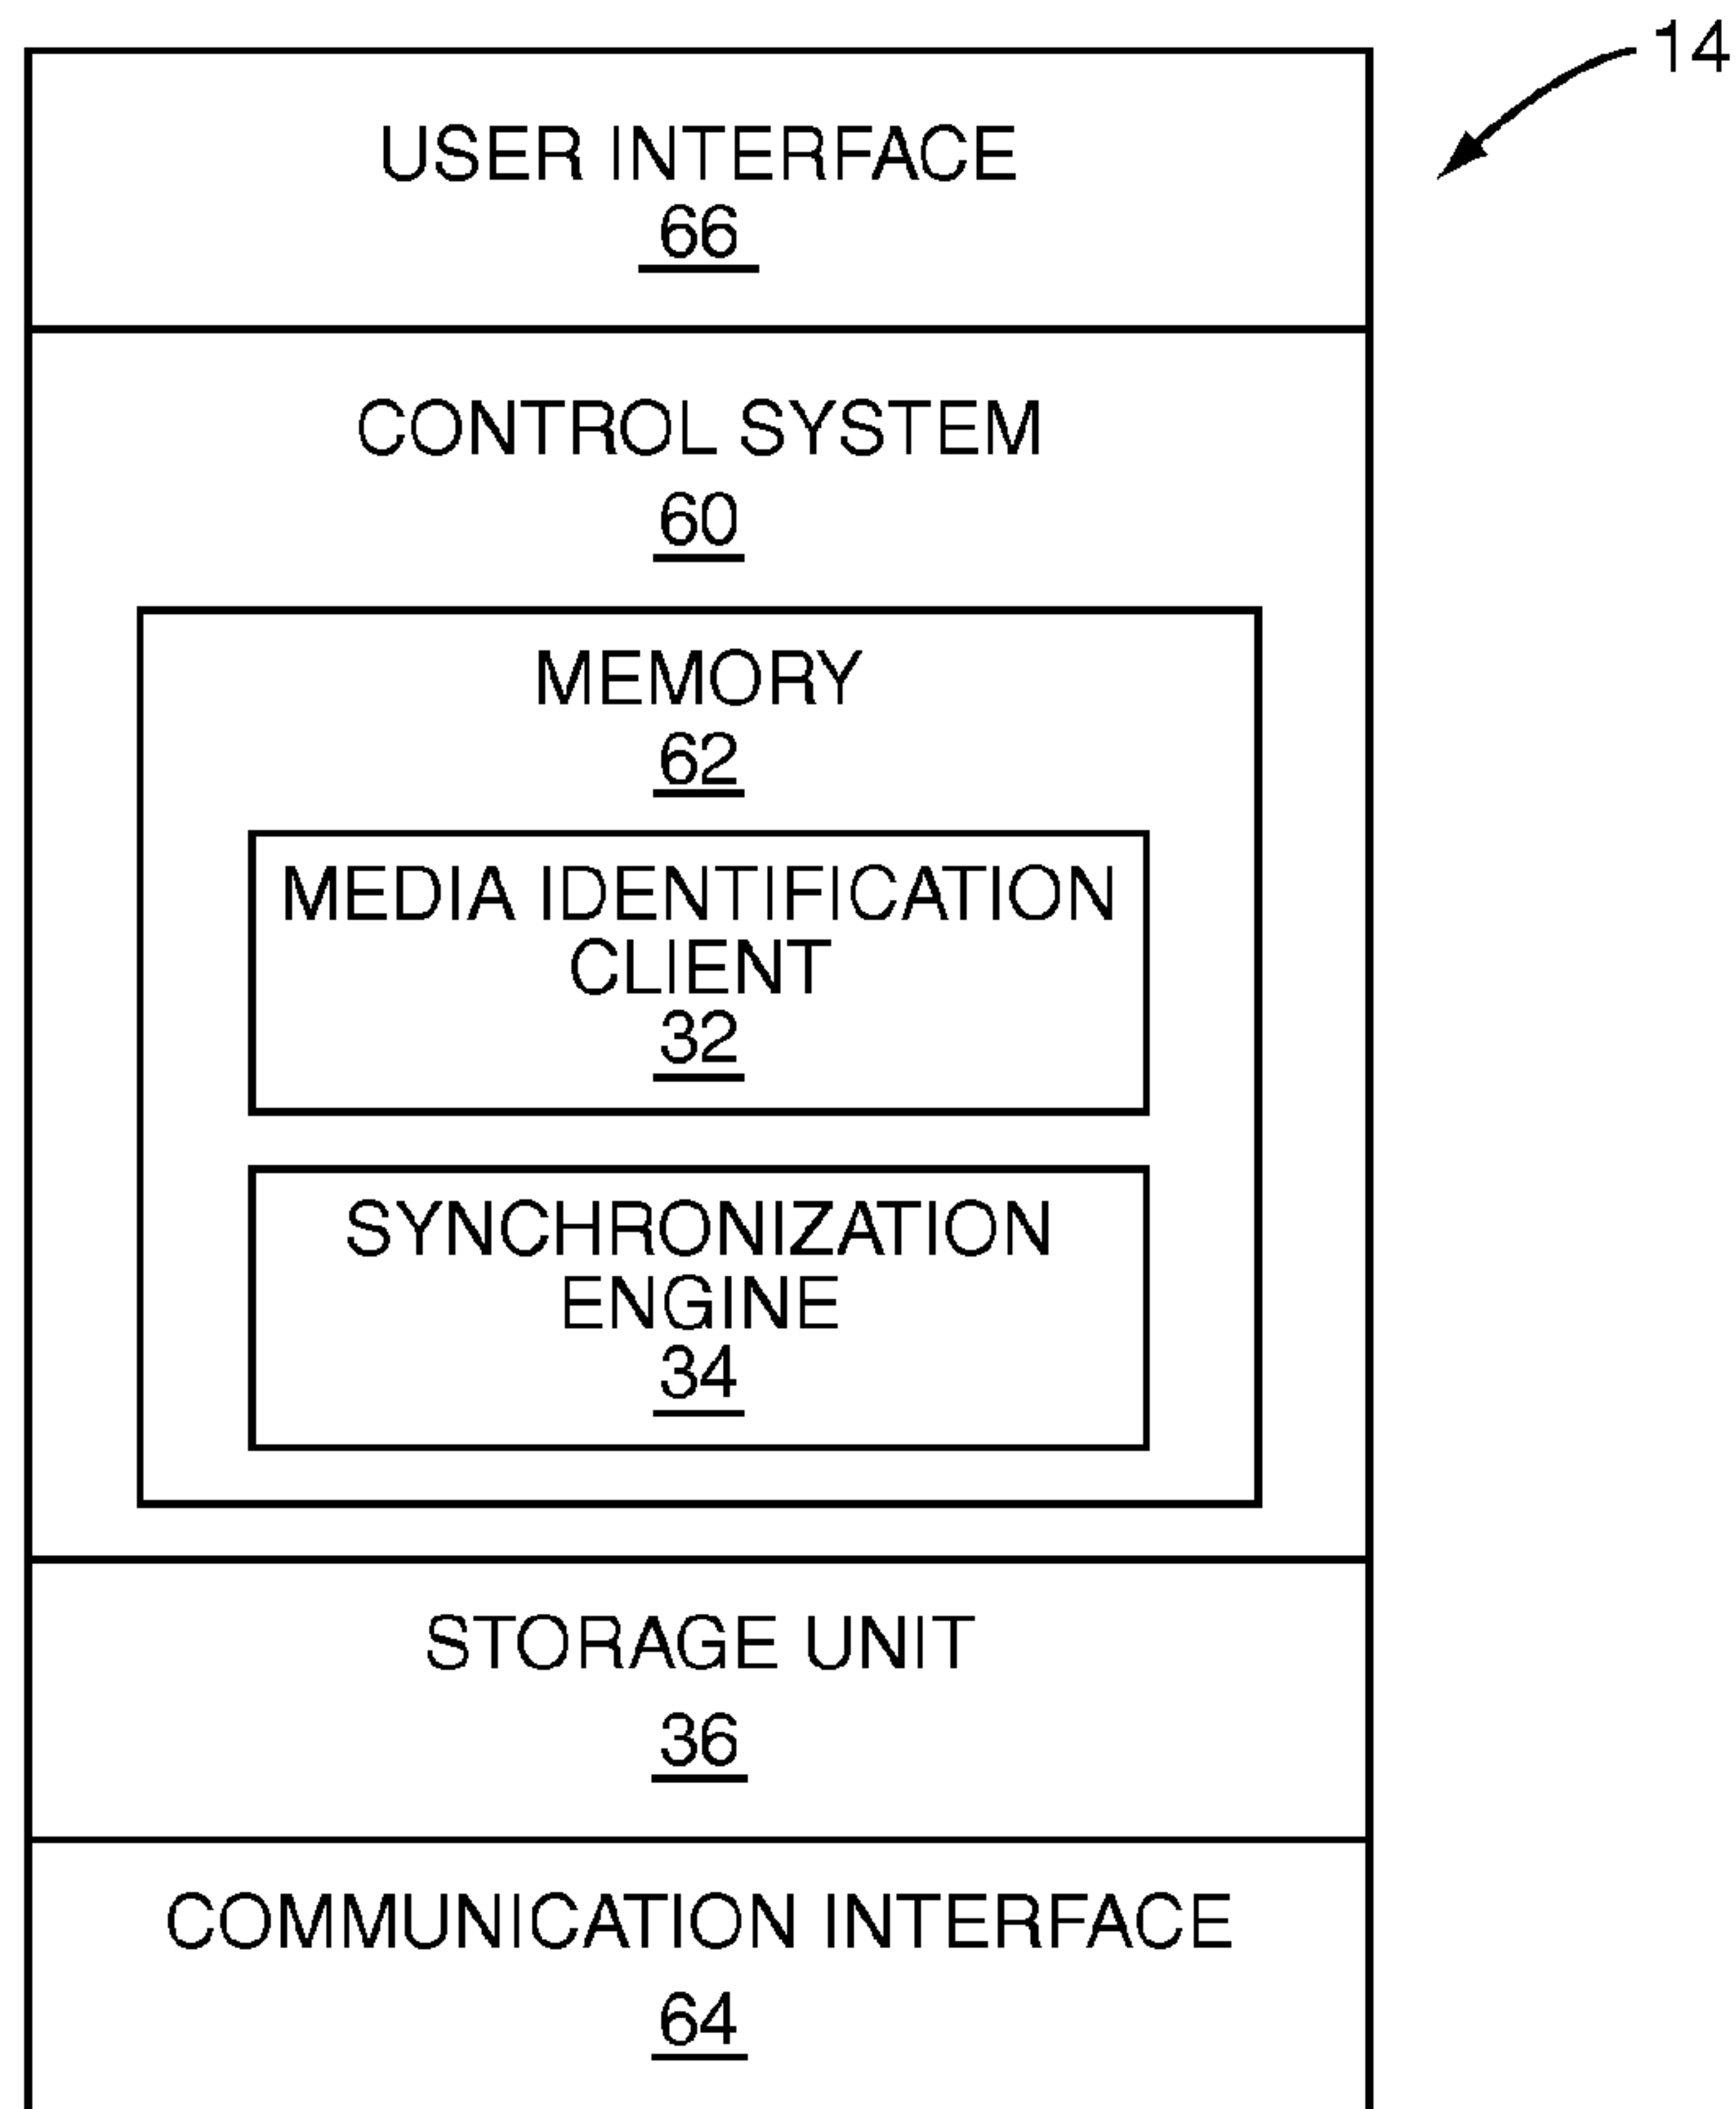 14
USER INTERFACE
66
CONTROL SYSTEM
60
MEMORY
62
MEDIA IDENTIFICATION
CLIENT
32
SYNCHRONIZATION
ENGINE
34
STORAGE UNIT
36
COMMUNICATION INTERFACE
64